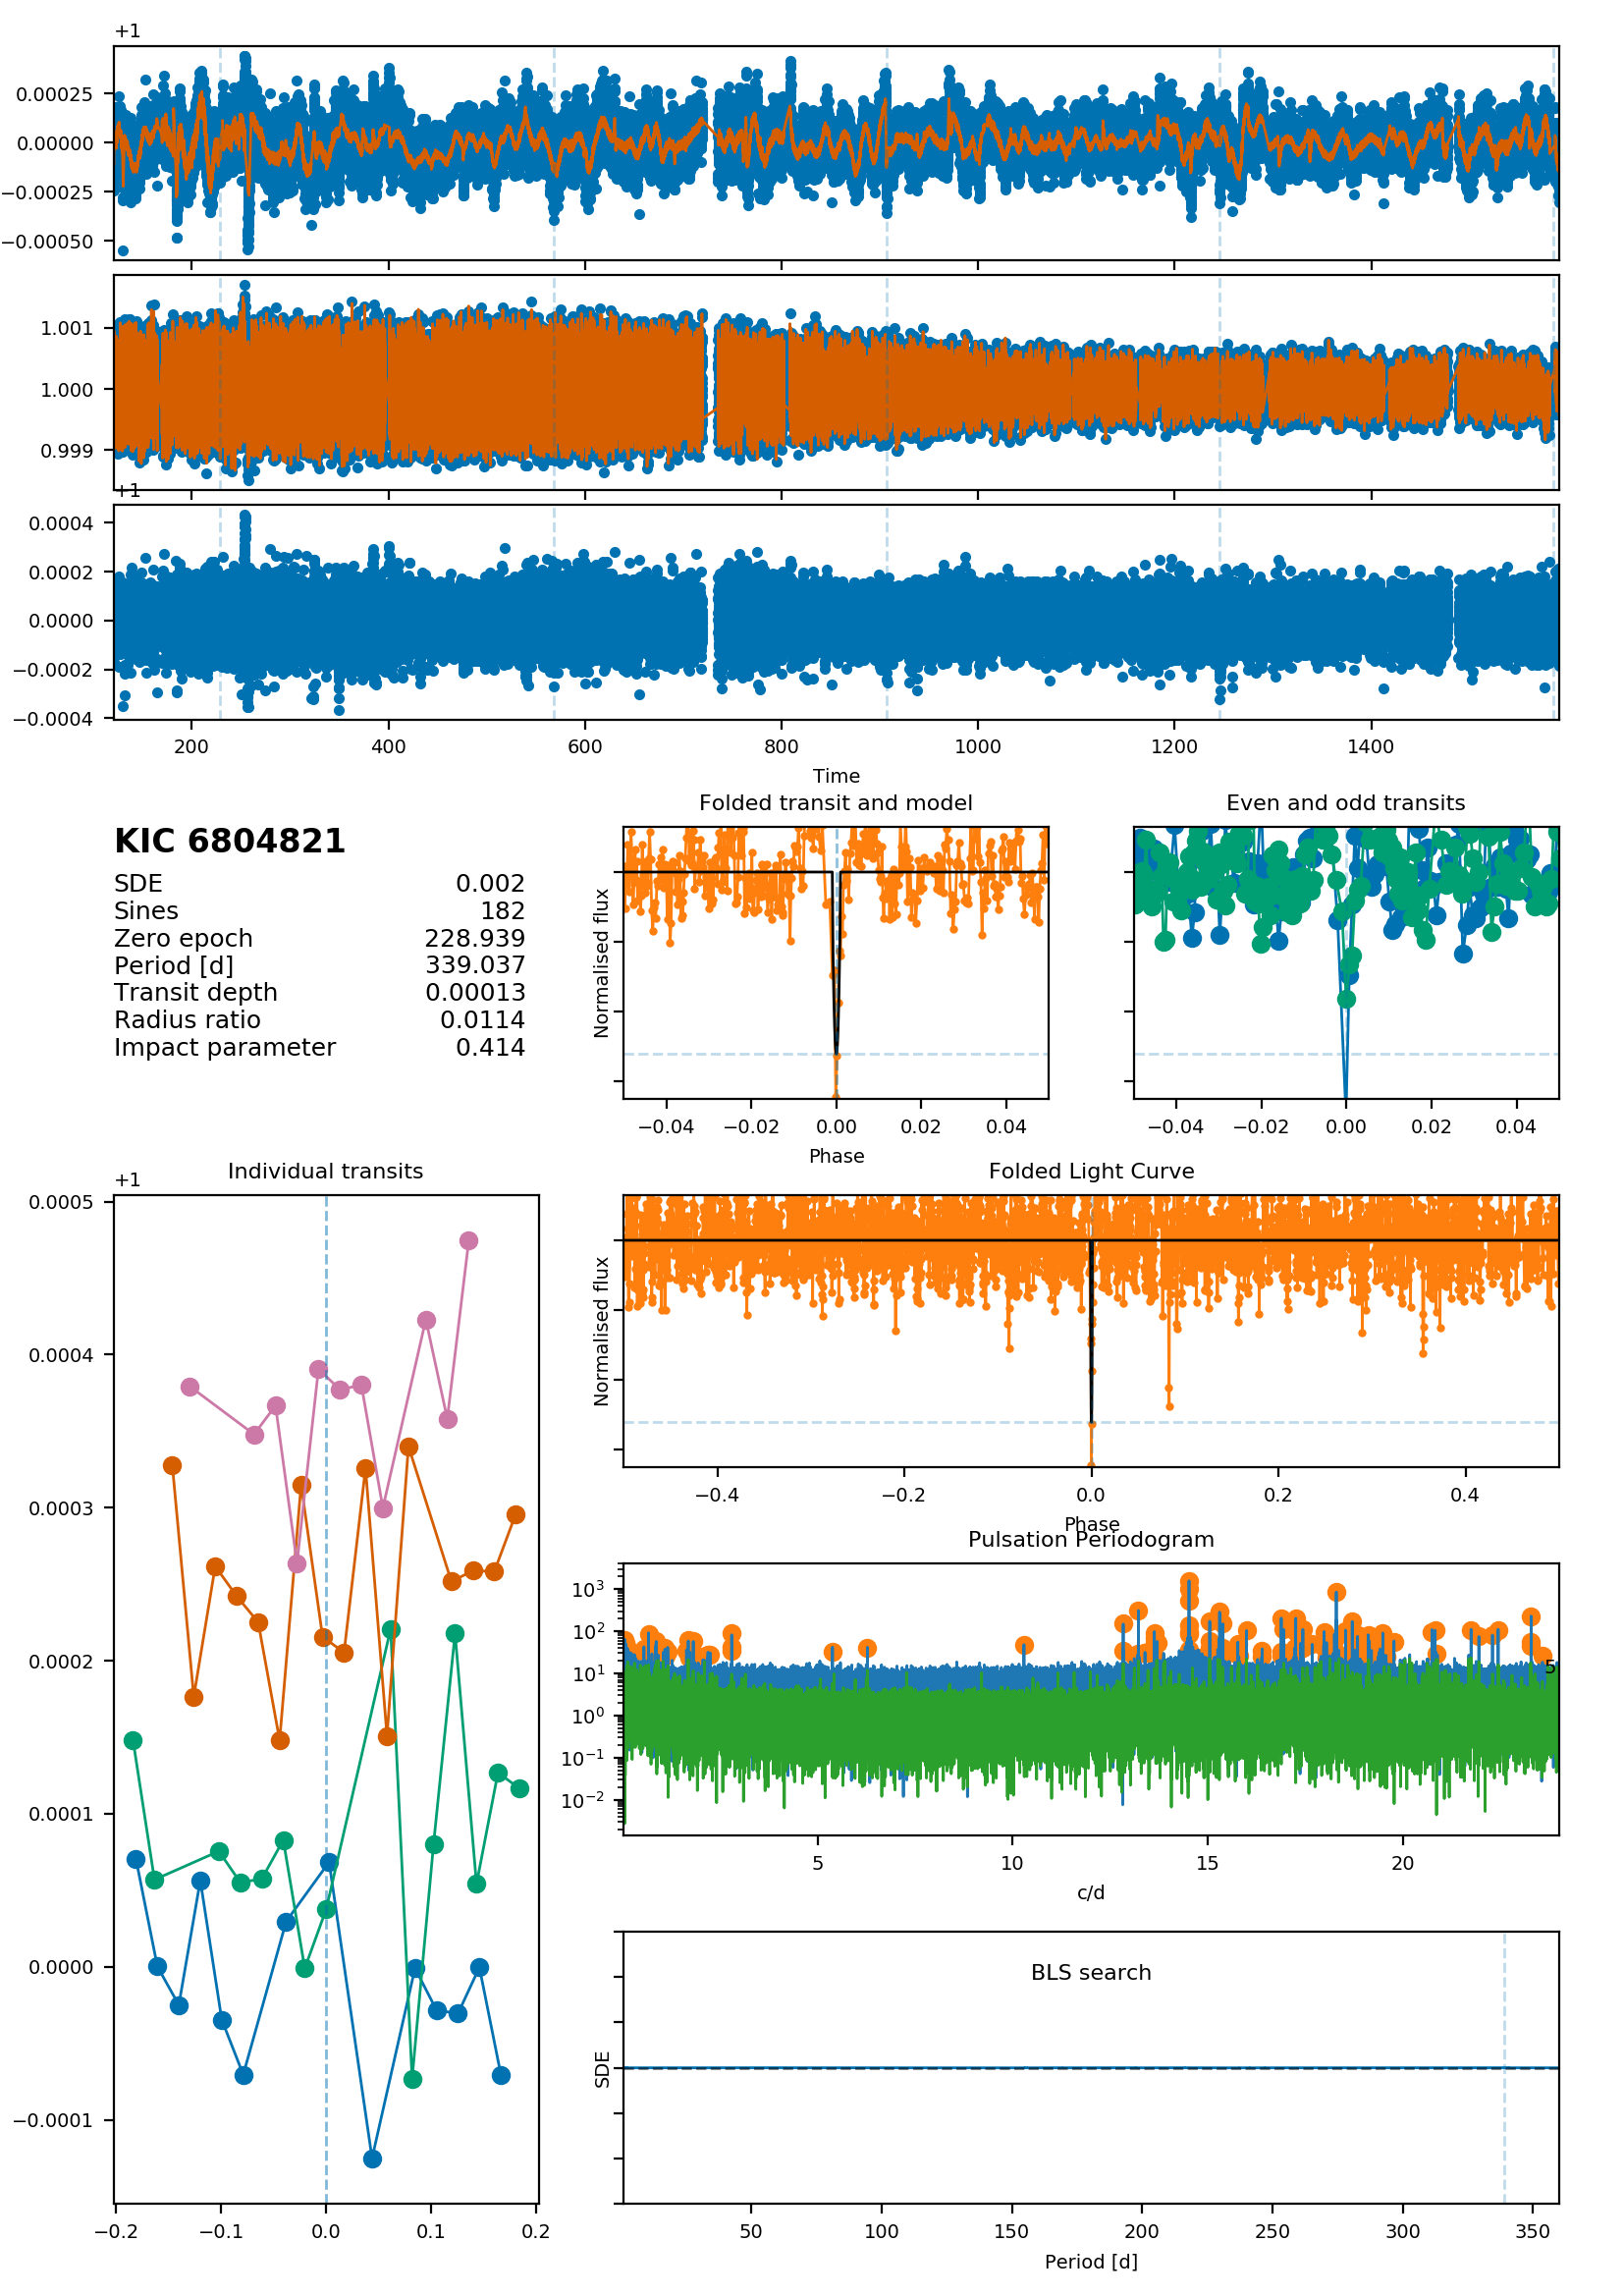 +1
0.00025
0.00000
−0.00025
−0.00050
1.001
1.000
0.999
+1
0.0004
0.0002
0.0000
−0.0002
−0.0004
200 400 600 800 1000 1200 1400
Time
KIC 6804821
SDE 0.002
Sines 182
Zero epoch 228.939
Period [d] 339.037
Transit depth 0.00013
Radius ratio 0.0114
Impact parameter 0.414
Folded transit and model
Normalised flux
−0.04 −0.02 0.00 0.02 0.04
Phase
Even and odd transits
−0.04 −0.02 0.00 0.02 0.04
Individual transits
+1
0.0005
0.0004
0.0003
0.0002
0.0001
0.0000
−0.0001
−0.2 −0.1 0.0 0.1 0.2
Folded Light Curve
Normalised flux
−0.4 −0.2 0.0 0.2 0.4
Phase
Pulsation Periodogram
10³
10²
10¹
10⁰
10⁻¹
10⁻²
5
5 10 15 20
c/d
BLS search
SDE
50 100 150 200 250 300 350
Period [d]